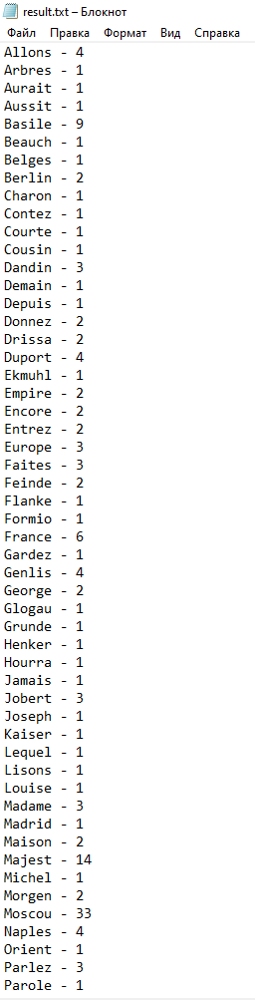 result.txt – Блокнот
Файл Правка Формат Вид Справка
Allons - 4
Arbres - 1
Aurait - 1
Aussit - 1
Basile - 9
Beauch - 1
Belges - 1
Berlin - 2
Charon - 1
Contez - 1
Courte - 1
Cousin - 1
Dandin - 3
Demain - 1
Depuis - 1
Donnez - 2
Drissa - 2
Duport - 4
Ekmuhl - 1
Empire - 2
Encore - 2
Entrez - 2
Europe - 3
Faites - 3
Feinde - 2
Flanke - 1
Formio - 1
France - 6
Gardez - 1
Genlis - 4
George - 2
Glogau - 1
Grunde - 1
Henker - 1
Hourra - 1
Jamais - 1
Jobert - 3
Joseph - 1
Kaiser - 1
Lequel - 1
Lisons - 1
Louise - 1
Madame - 3
Madrid - 1
Maison - 2
Majest - 14
Michel - 1
Morgen - 2
Moscou - 33
Naples - 4
Orient - 1
Parlez - 3
Parole - 1